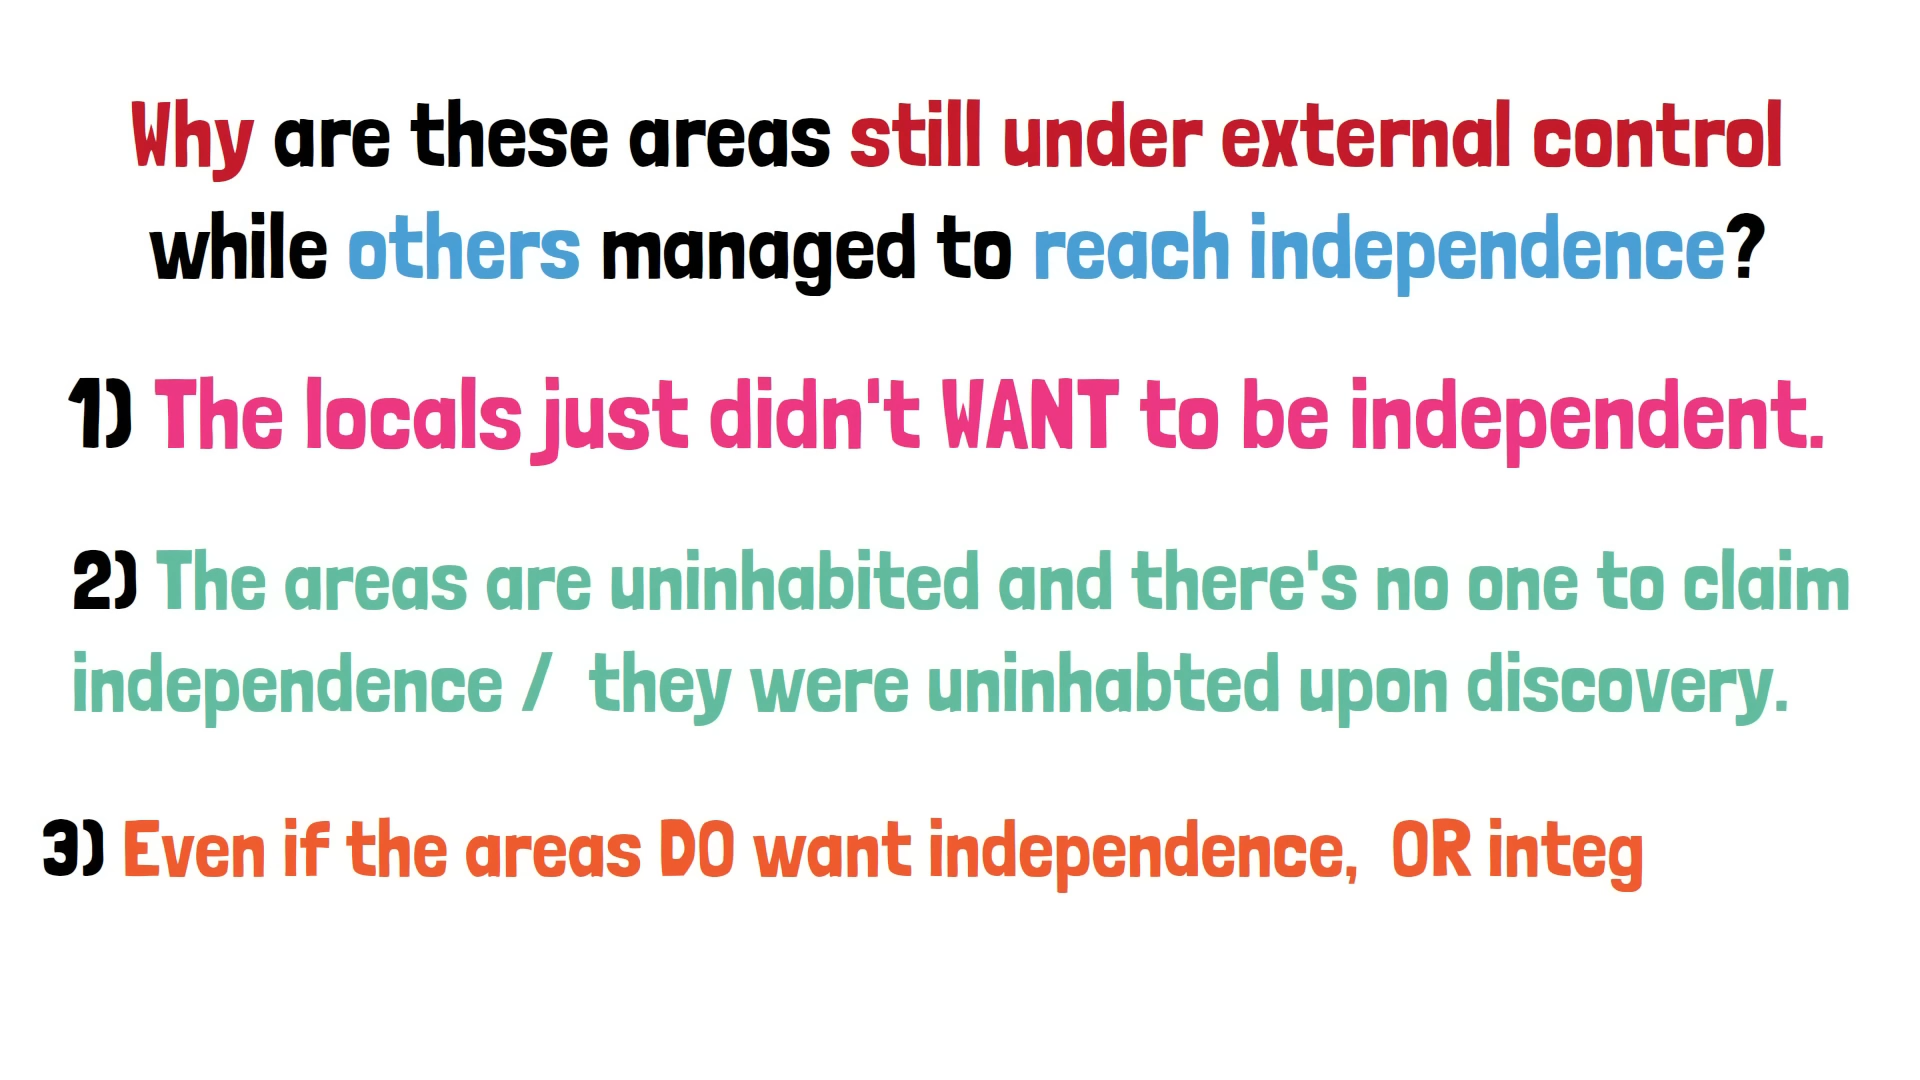 Why are these areas still under external control
while others managed to reach independence?
1) The locals just didn't WANT to be independent.
2) The areas are uninhabited and there's no one to claim
independence / they were uninhabted upon discovery.
3) Even if the areas DO want independence, OR integ